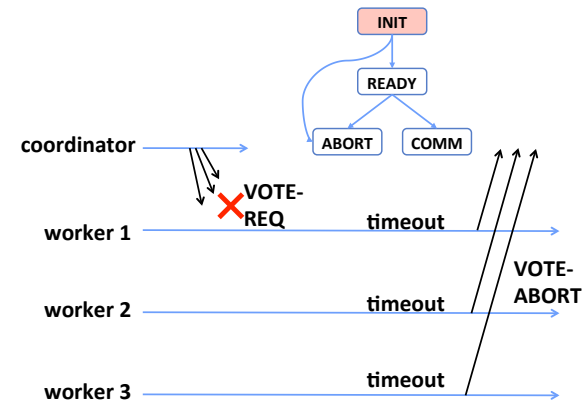 INIT
READY
ABORT
COMM
coordinator
VOTE-
REQ
worker 1
timeout
VOTE-
ABORT
worker 2
timeout
worker 3
timeout